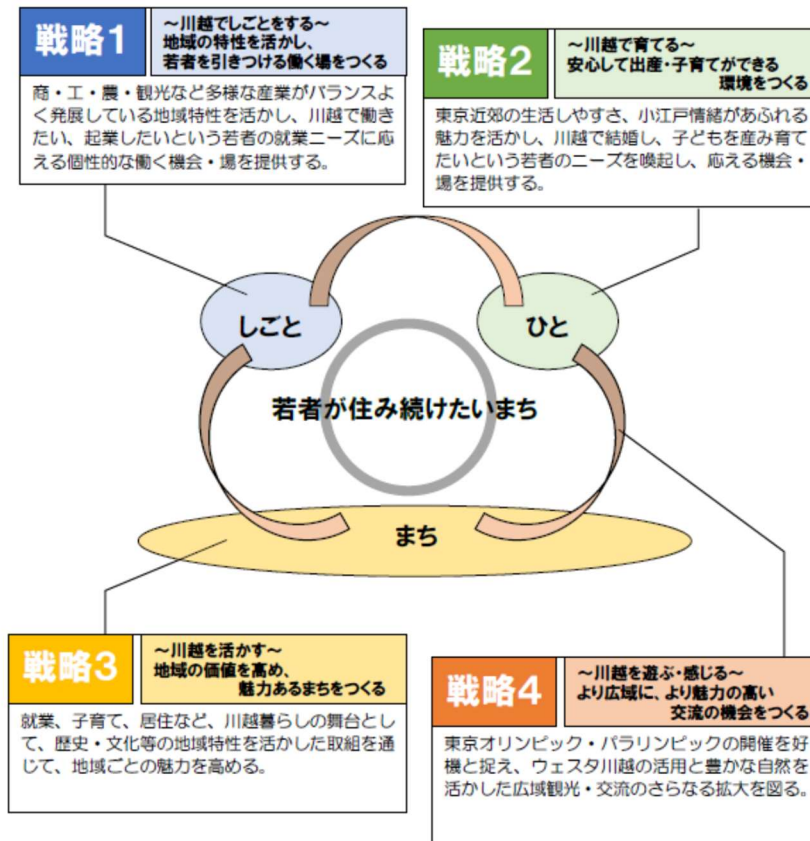 戦略1
~川越でしごとをする~
地域の特性を活かし、
若者を引きつける働く場をつくる
商・工・農・観光など多様な産業がバランスよ
く発展している地域特性を活かし、川越で働き
たい、起業したいという若者の就業ニーズに応
える個性的な働く機会・場を提供する。
戦略2
~川越で育てる~
安心して出産・子育てができる
環境をつくる
東京近郊の生活しやすさ、小江戸情緒があふれる
魅力を活かし、川越で結婚し、子どもを産み育て
たいという若者のニーズを喚起し、応える機会・
場を提供する。
しごと
ひと
若者が住み続けたいまち
まち
戦略3
~川越を活かす~
地域の価値を高め、
魅力あるまちをつくる
就業、子育て、居住など、川越暮らしの舞台とし
て、歴史・文化等の地域特性を活かした取組を通
じて、地域ごとの魅力を高める。
戦略4
~川越を遊ぶ・感じる~
より広域に、より魅力の高い
交流の機会をつくる
東京オリンピック・パラリンピックの開催を好
機と捉え、ウェスタ川越の活用と豊かな自然を
活かした広域観光・交流のさらなる拡大を図る。